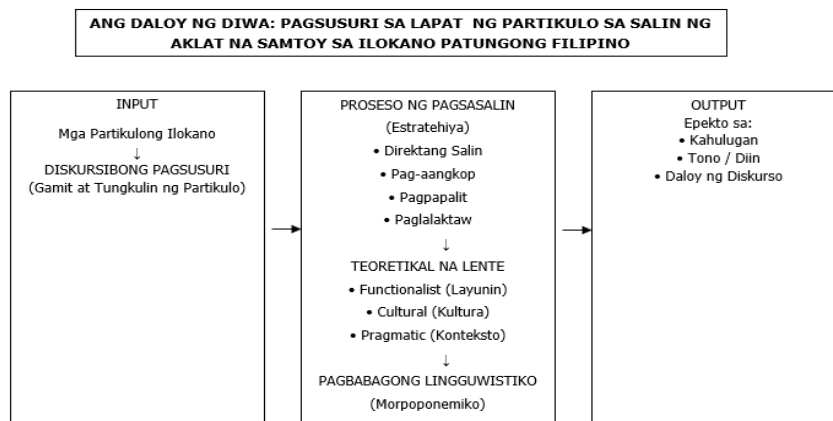 ANG DALOY NG DIWA: PAGSUSURI SA LAPAT NG PARTIKULO SA SALIN NG
AKLAT NA SAMTOY SA ILOKANO PATUNGONG FILIPINO
INPUT
Mga Partikulong Ilokano
↓
DISKURSIBONG PAGSUSURI
(Gamit at Tungkulin ng Partikulo)
PROSESO NG PAGSASALIN
(Estratehiya)
• Direktang Salin
• Pag-aangkop
• Pagpapalit
• Paglalaktaw
↓
TEORETIKAL NA LENTE
• Functionalist (Layunin)
• Cultural (Kultura)
• Pragmatic (Konteksto)
↓
PAGBABAGONG LINGGUWISTIKO
(Morpoponemiko)
OUTPUT
Epekto sa:
• Kahulugan
• Tono / Diin
• Daloy ng Diskurso